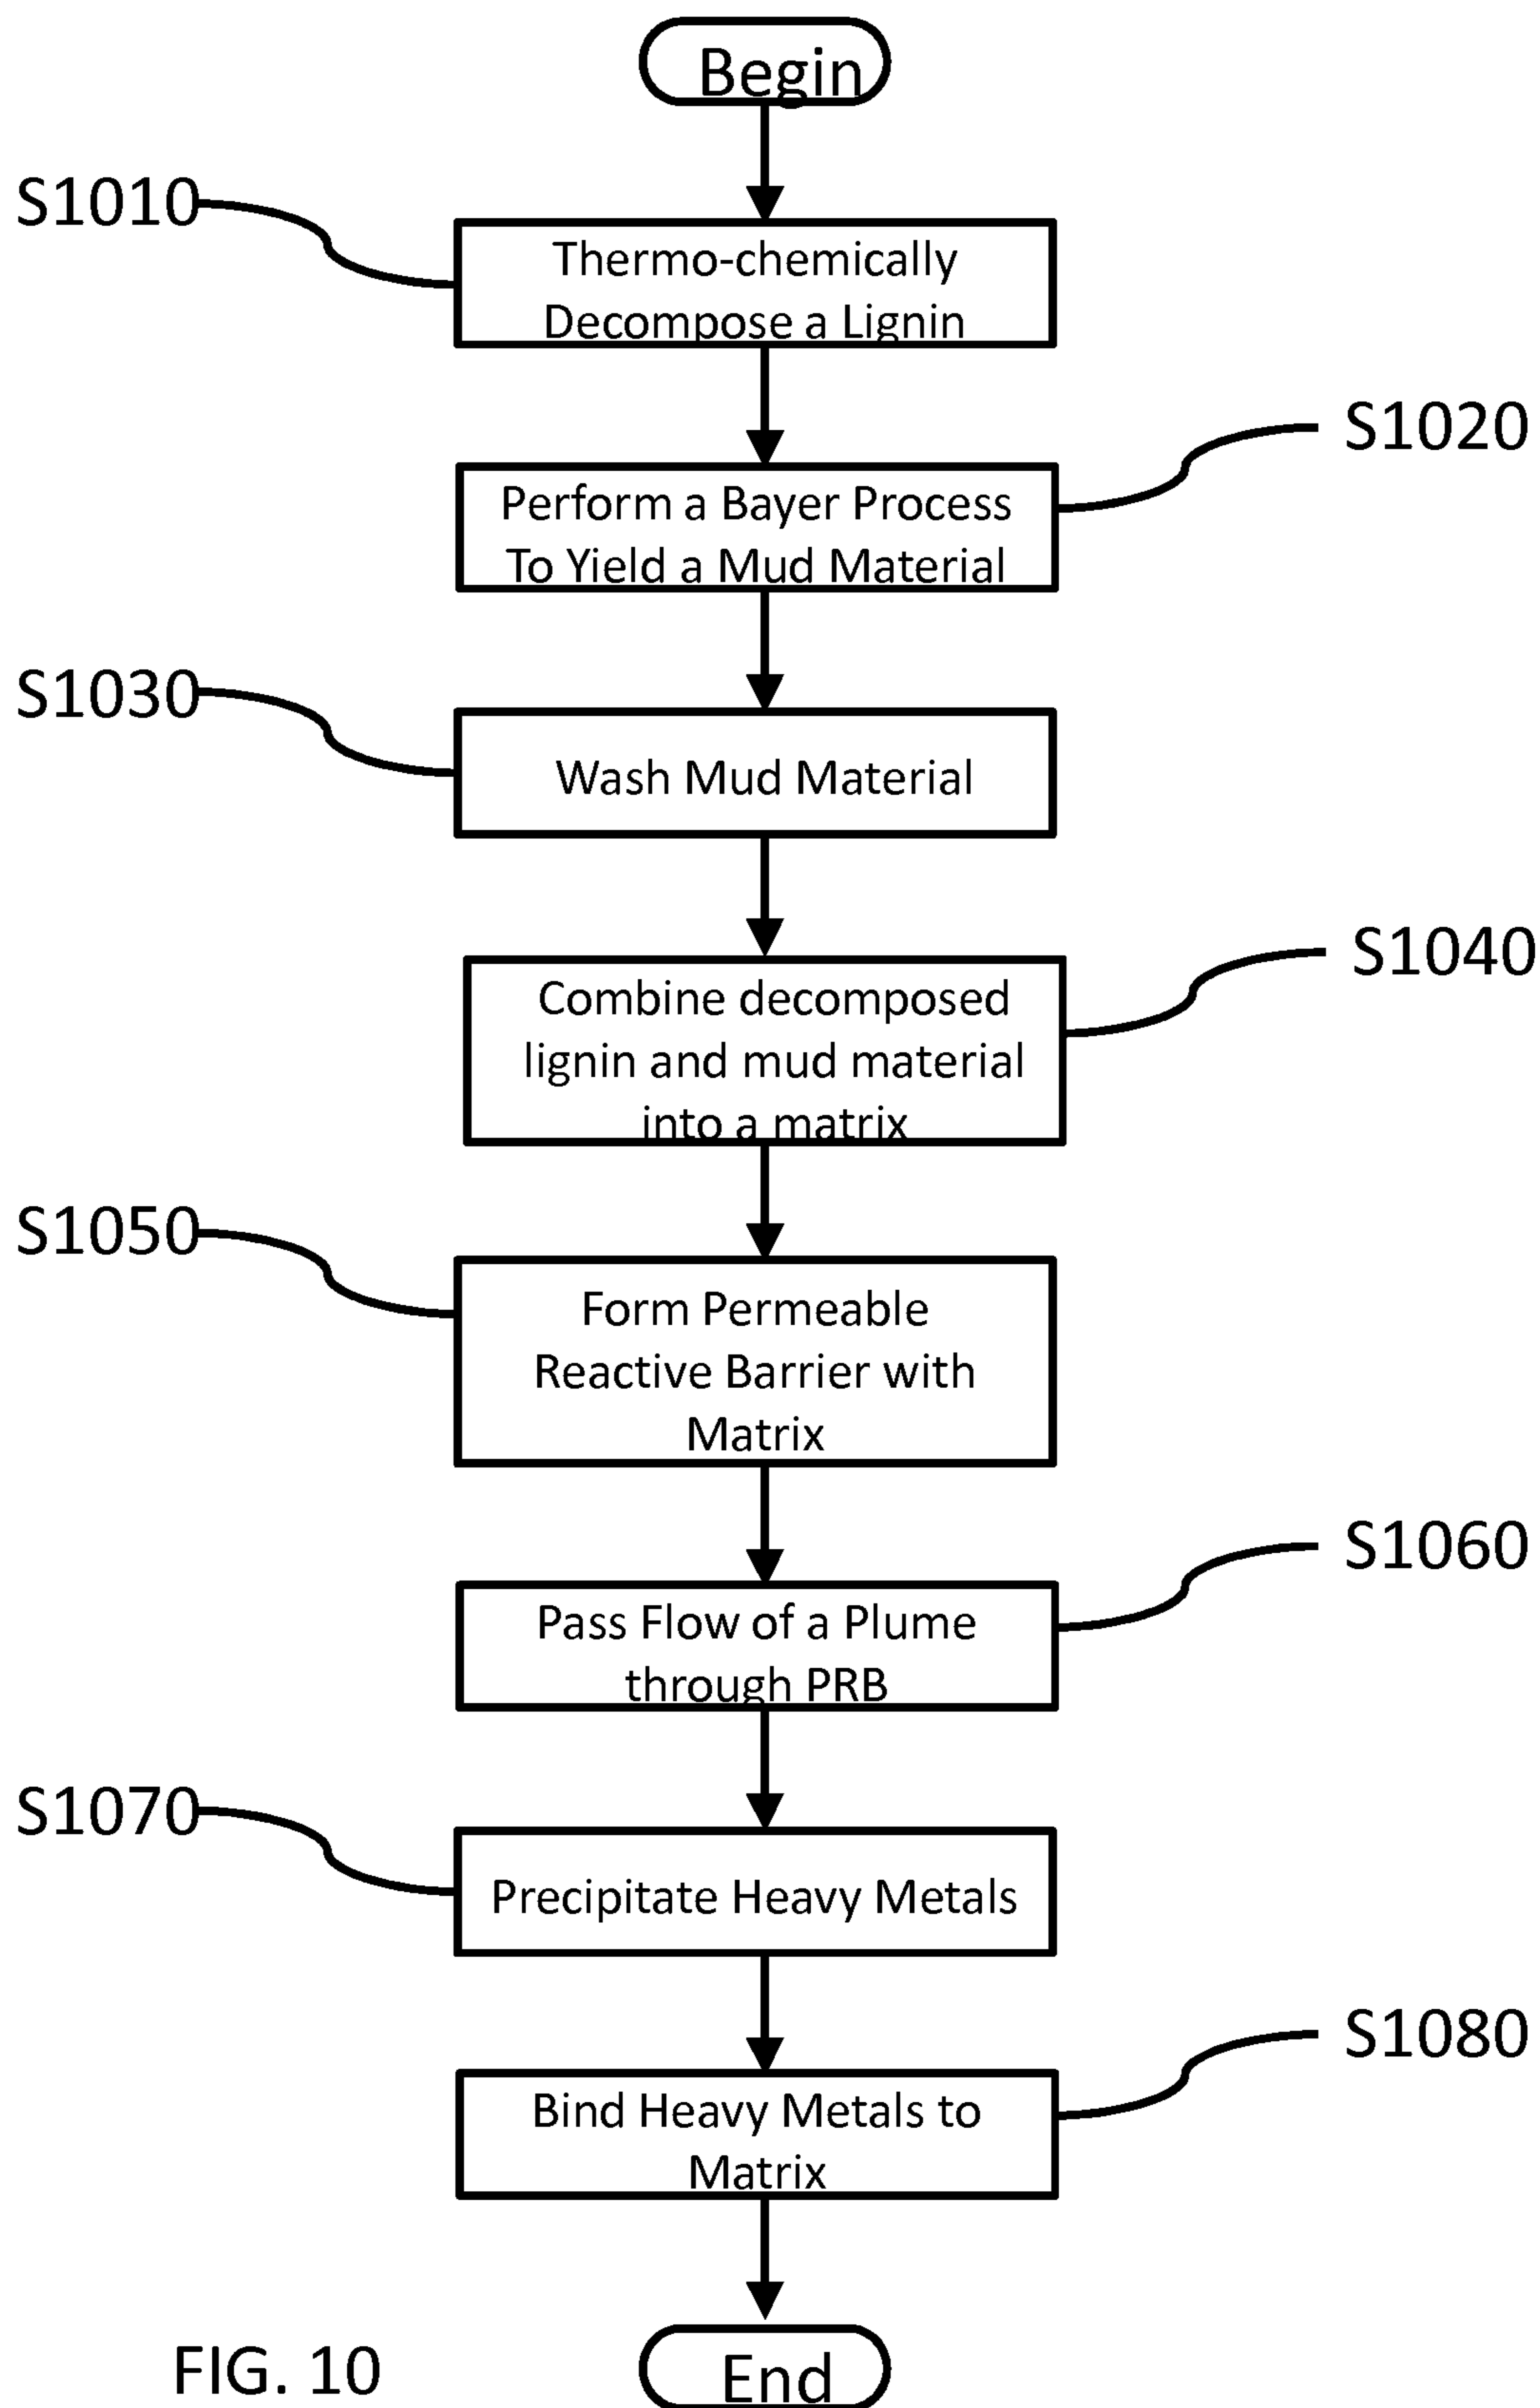 Begin
S1010
Thermo-chemically
Decompose a Lignin
S1020
Perform a Bayer Process
To Yield a Mud Material
S1030
Wash Mud Material
S1040
Combine decomposed
lignin and mud material
into a matrix
S1050
Form Permeable
Reactive Barrier with
Matrix
S1060
Pass Flow of a Plume
through PRB
S1070
Precipitate Heavy Metals
S1080
Bind Heavy Metals to
Matrix
End
FIG. 10